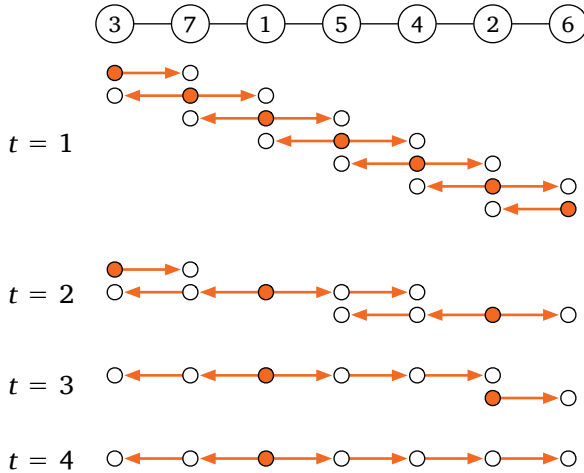 3 7 1 5 4 2 6
t = 1
t = 2
t = 3
t = 4